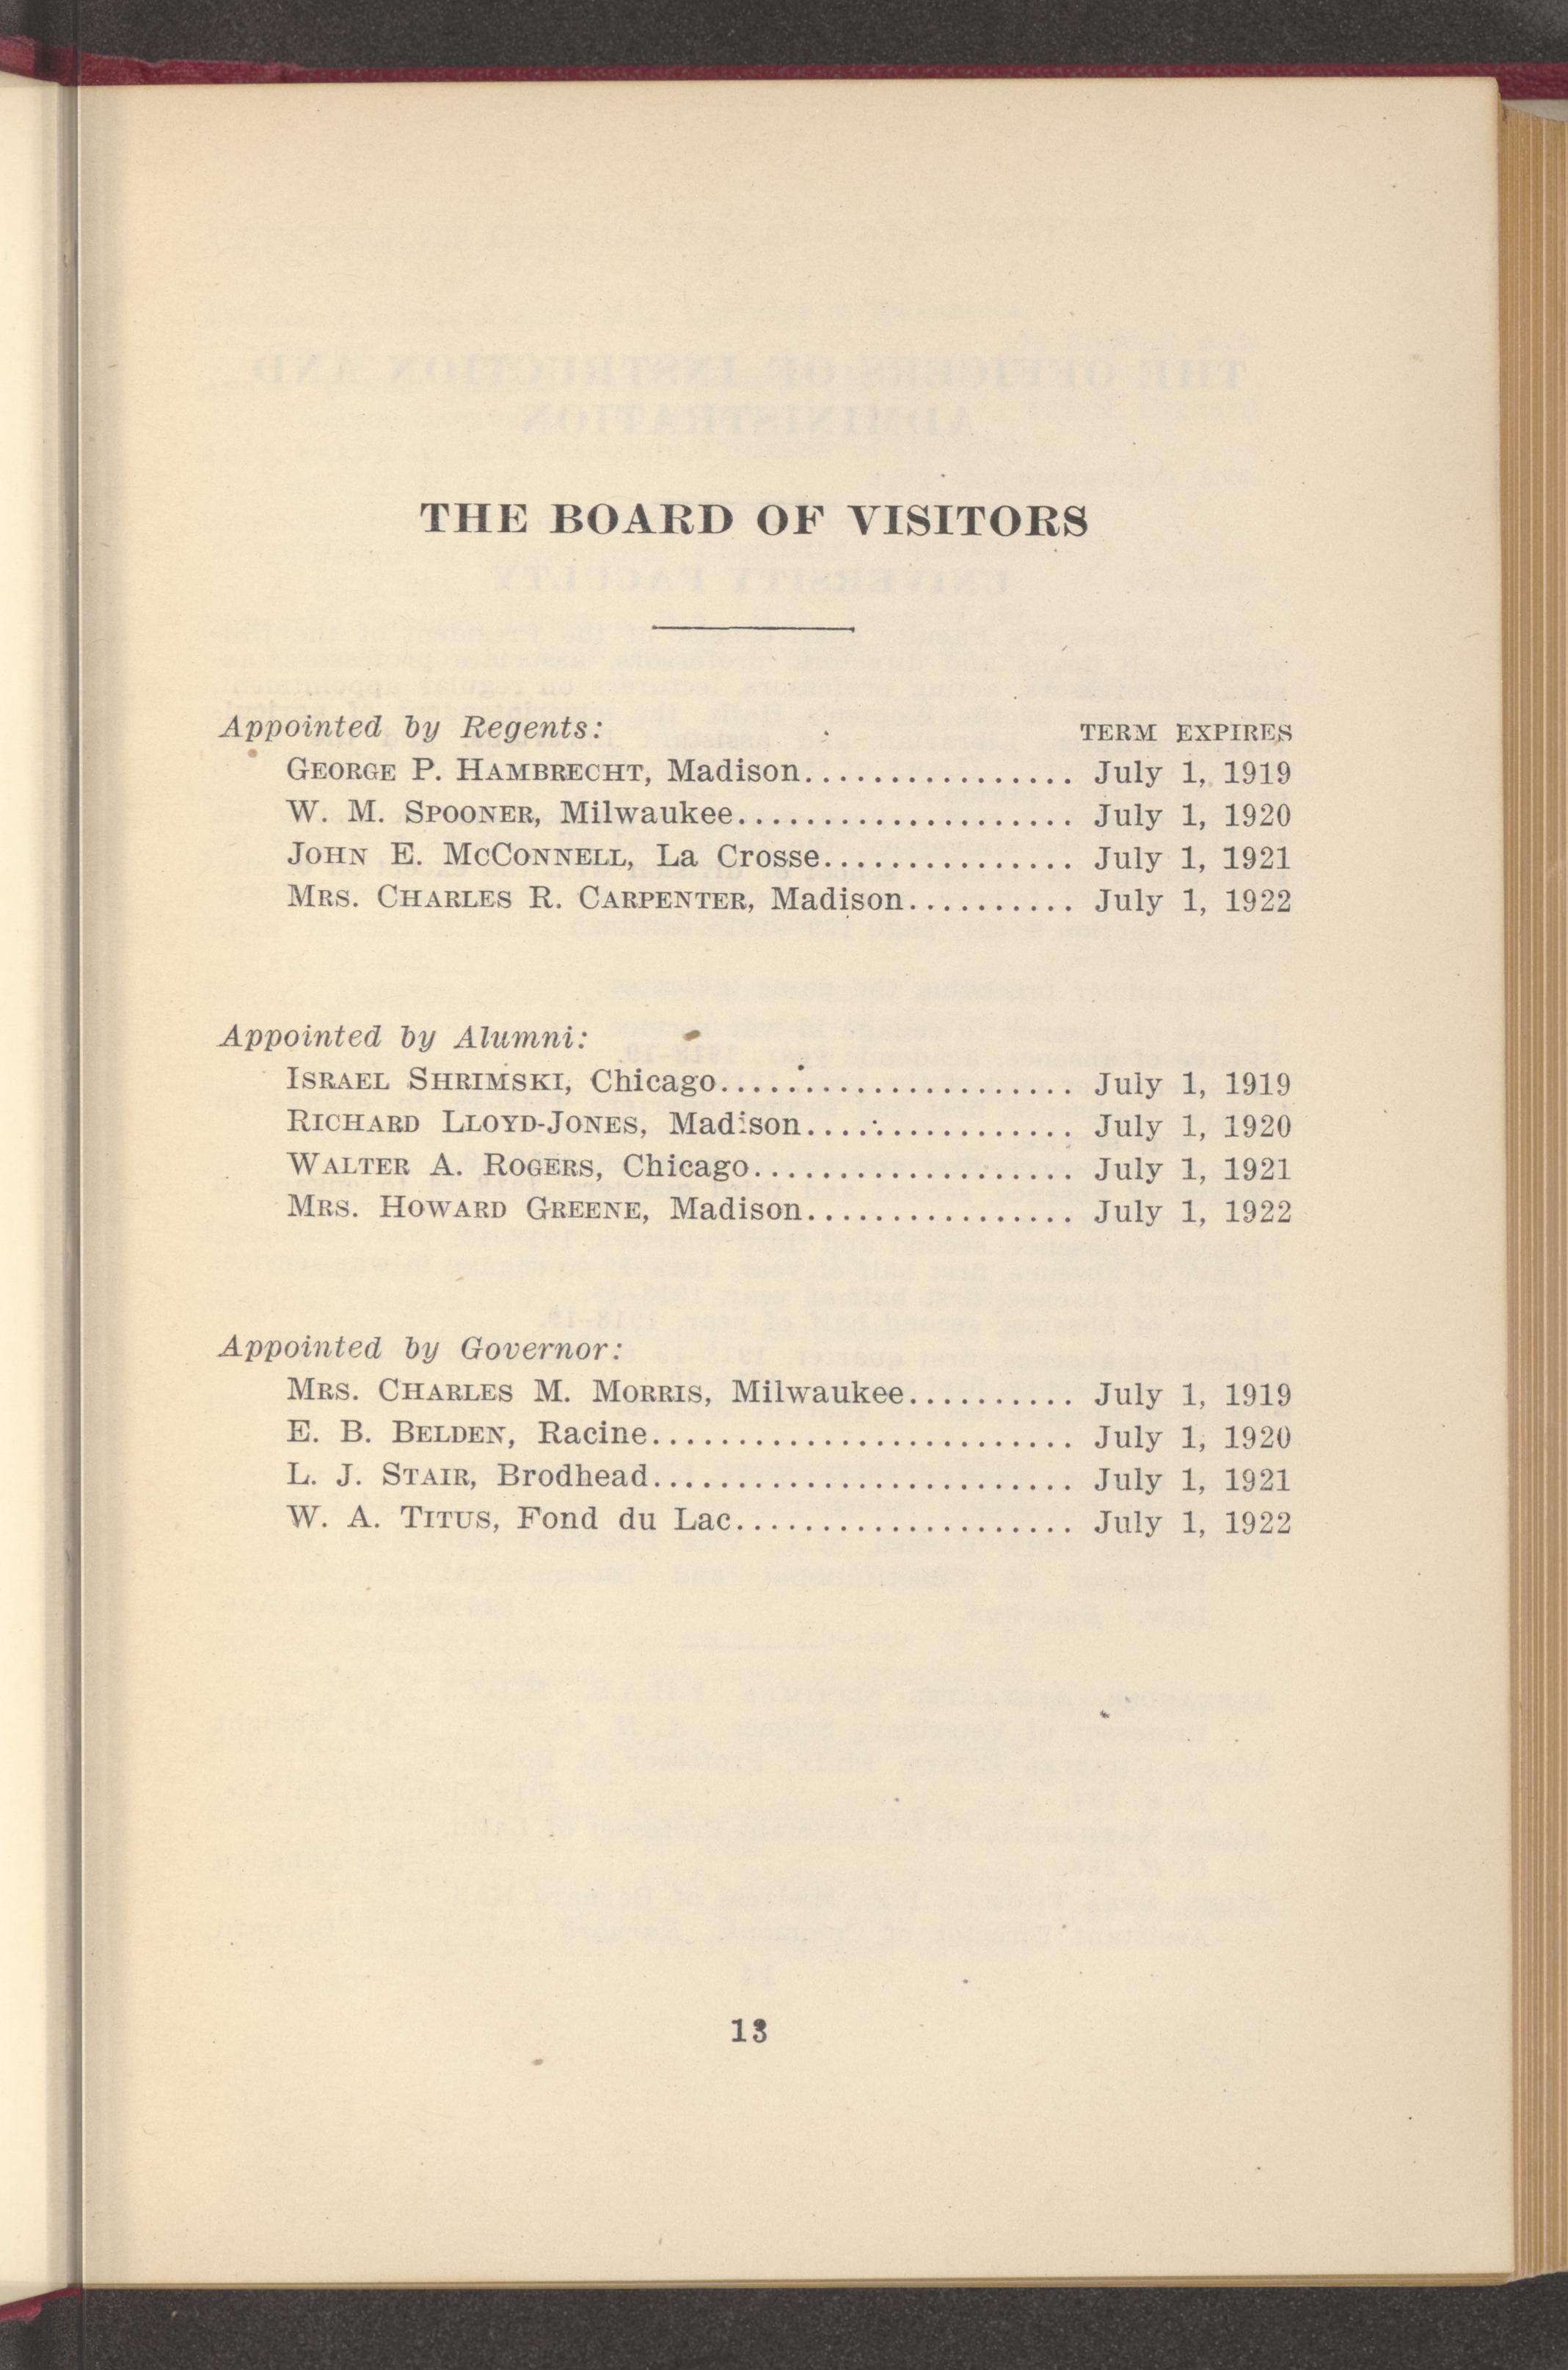 THE BOARD OF VISITORS
Appointed by Regents: TERM EXPIRES
GEORGE P. HAMBRECHT, Madison................ July 1, 1919
W. M. SPOONER, Milwaukee.................... July 1, 1920
JOHN E. MCCONNELL, La Crosse............... July 1, 1921
MRS. CHARLES R. CARPENTER, Madison.......... July 1, 1922
Appointed by Alumni:
ISRAEL SHRIMSKI, Chicago..................... July 1, 1919
RICHARD LLOYD-JONES, Madison................ July 1, 1920
WALTER A. ROGERS, Chicago................... July 1, 1921
MRS. HOWARD GREENE, Madison................ July 1, 1922
Appointed by Governor:
MRS. CHARLES M. MORRIS, Milwaukee.......... July 1, 1919
E. B. BELDEN, Racine......................... July 1, 1920
L. J. STAIR, Brodhead......................... July 1, 1921
W. A. TITUS, Fond du Lac.................... July 1, 1922
13